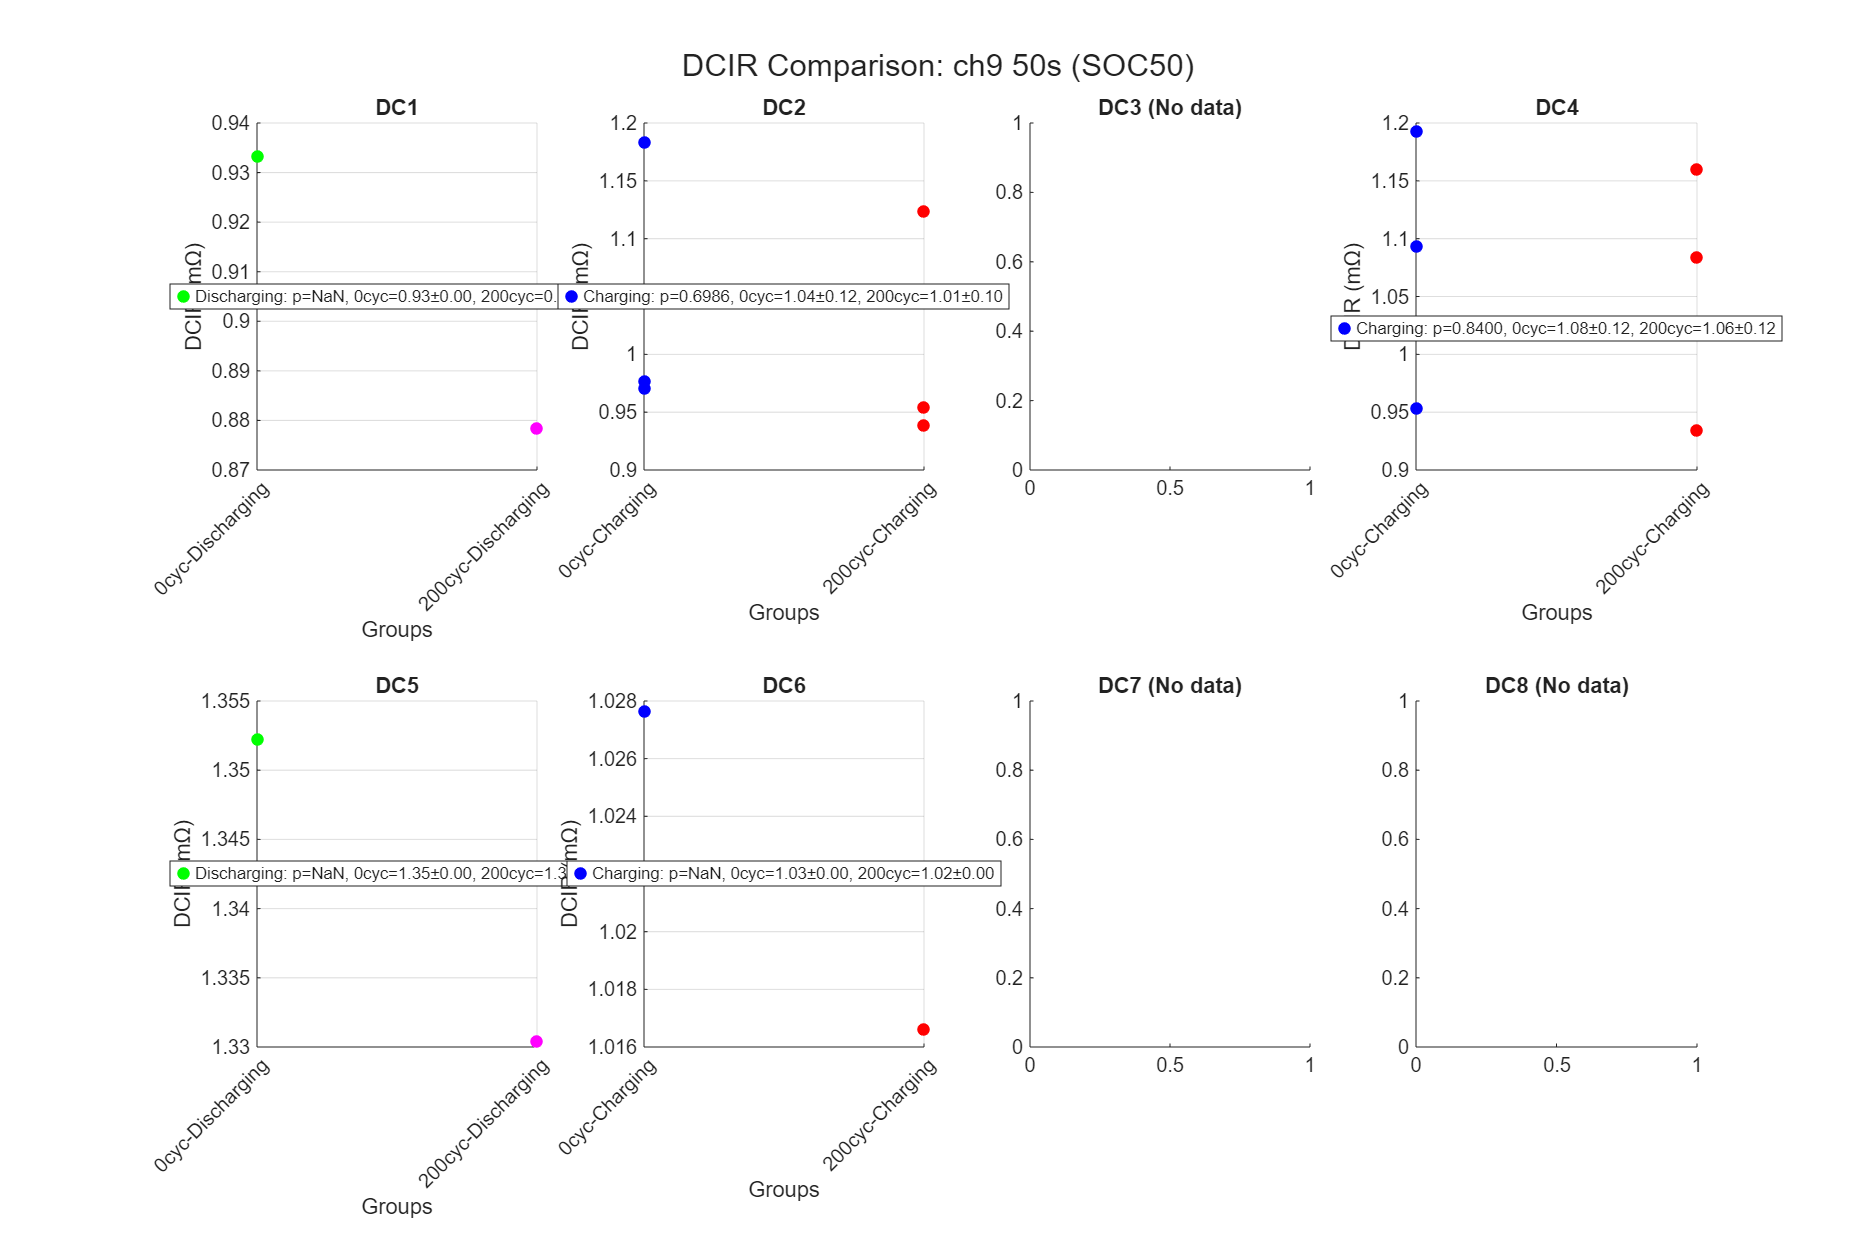 DCIR Comparison: ch9 50s (SOC50)
DC1
0.94
0.93
0.92
0.91
0.9
0.89
0.88
0.87
Discharging: p=NaN, 0cyc=0.93±0.00, 200cyc=0.
0cyc-Discharging
200cyc-Discharging
Groups
DC2
1.2
1.15
1.1
1
0.95
0.9
Charging: p=0.6986, 0cyc=1.04±0.12, 200cyc=1.01±0.10
0cyc-Charging
200cyc-Charging
Groups
DC3 (No data)
1
0.8
0.6
0.4
0.2
0
0
0.5
1
DC4
1.2
1.15
1.1
1.05
1
0.95
0.9
Charging: p=0.8400, 0cyc=1.08±0.12, 200cyc=1.06±0.12
0cyc-Charging
200cyc-Charging
Groups
DC5
1.355
1.35
1.345
1.34
1.335
1.33
Discharging: p=NaN, 0cyc=1.35±0.00, 200cyc=1.3
0cyc-Discharging
200cyc-Discharging
Groups
DC6
1.028
1.026
1.024
1.02
1.018
1.016
Charging: p=NaN, 0cyc=1.03±0.00, 200cyc=1.02±0.00
0cyc-Charging
200cyc-Charging
Groups
DC7 (No data)
1
0.8
0.6
0.4
0.2
0
0
0.5
1
DC8 (No data)
1
0.8
0.6
0.4
0.2
0
0
0.5
1